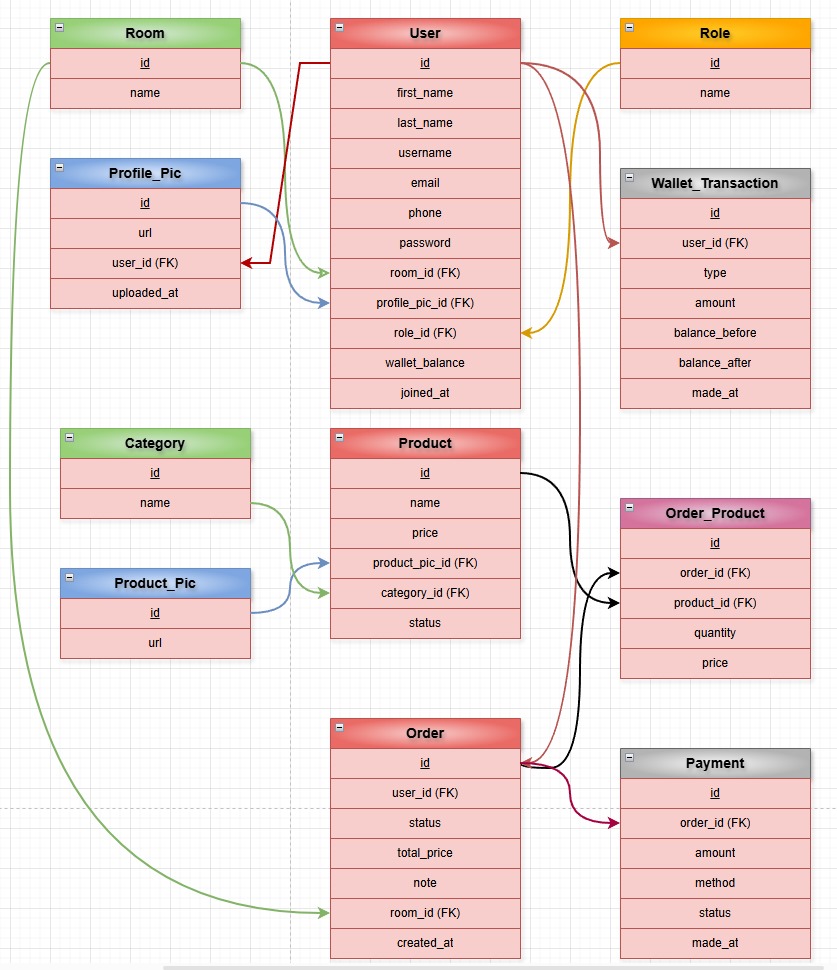 Room
id
name
User
id
first_name
last_name
username
email
phone
password
room_id (FK)
profile_pic_id (FK)
role_id (FK)
wallet_balance
joined_at
Role
id
name
Profile_Pic
id
url
user_id (FK)
uploaded_at
Wallet_Transaction
id
user_id (FK)
type
amount
balance_before
balance_after
made_at
Category
id
name
Product
id
name
price
product_pic_id (FK)
category_id (FK)
status
Product_Pic
id
url
Order_Product
id
order_id (FK)
product_id (FK)
quantity
price
Order
id
user_id (FK)
status
total_price
note
room_id (FK)
created_at
Payment
id
order_id (FK)
amount
method
status
made_at